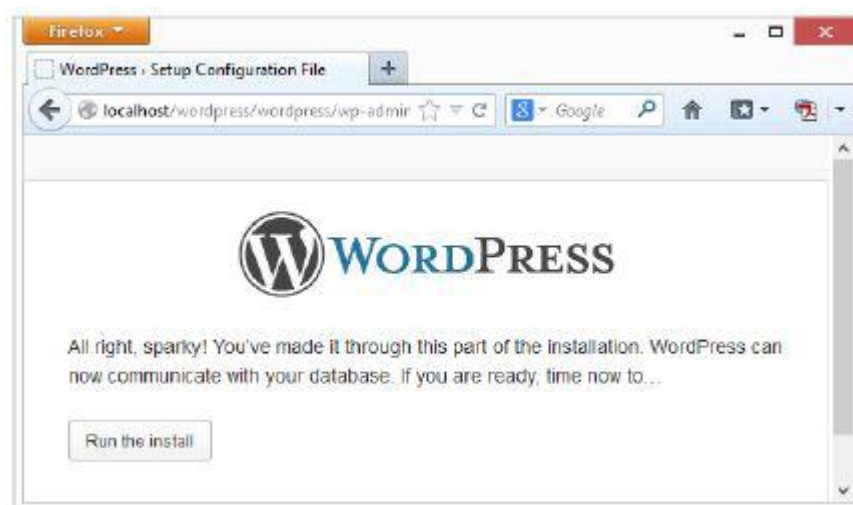 Firefox
WordPress › Setup Configuration File
localhost/wordpress/wordpress/wp-admin
Google
WORDPRESS
All right, sparky! You've made it through this part of the installation. WordPress can
now communicate with your database. If you are ready, time now to…
Run the install